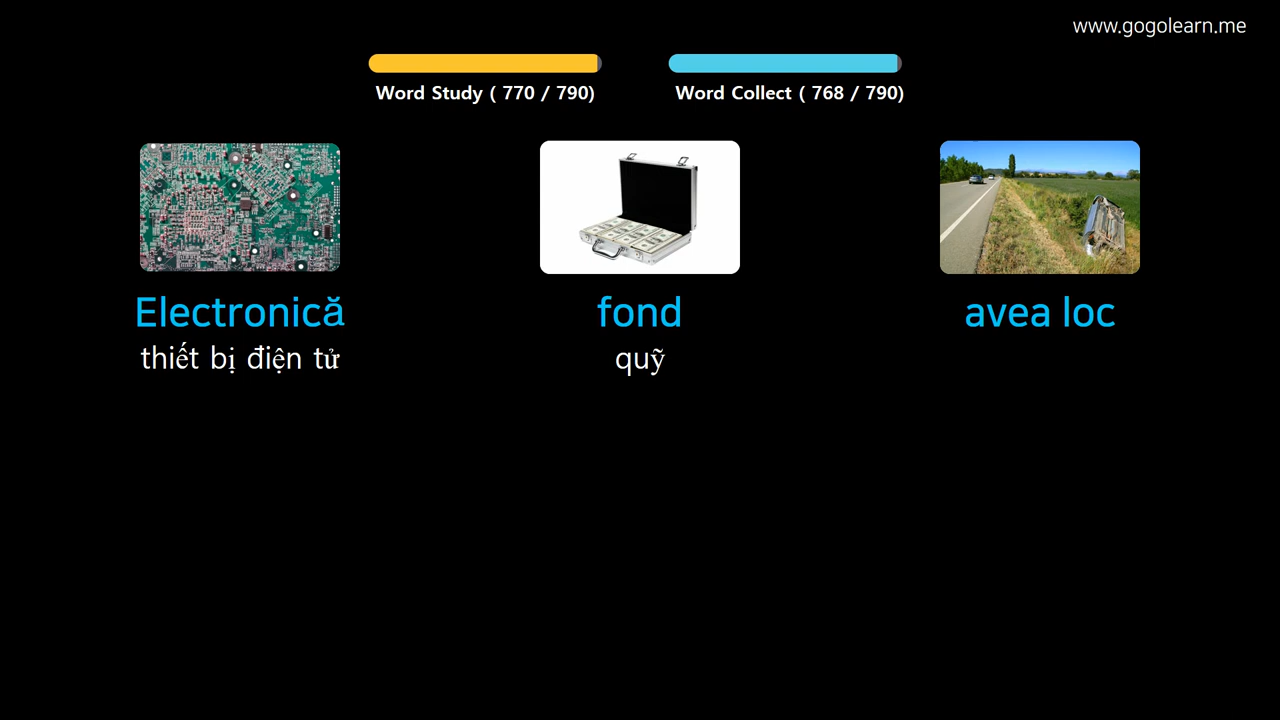 www.gogolearn.me
Word Study ( 770 / 790)
Word Collect ( 768 / 790)
Electronică
fond
avea loc
thiết bị điện tử
quỹ